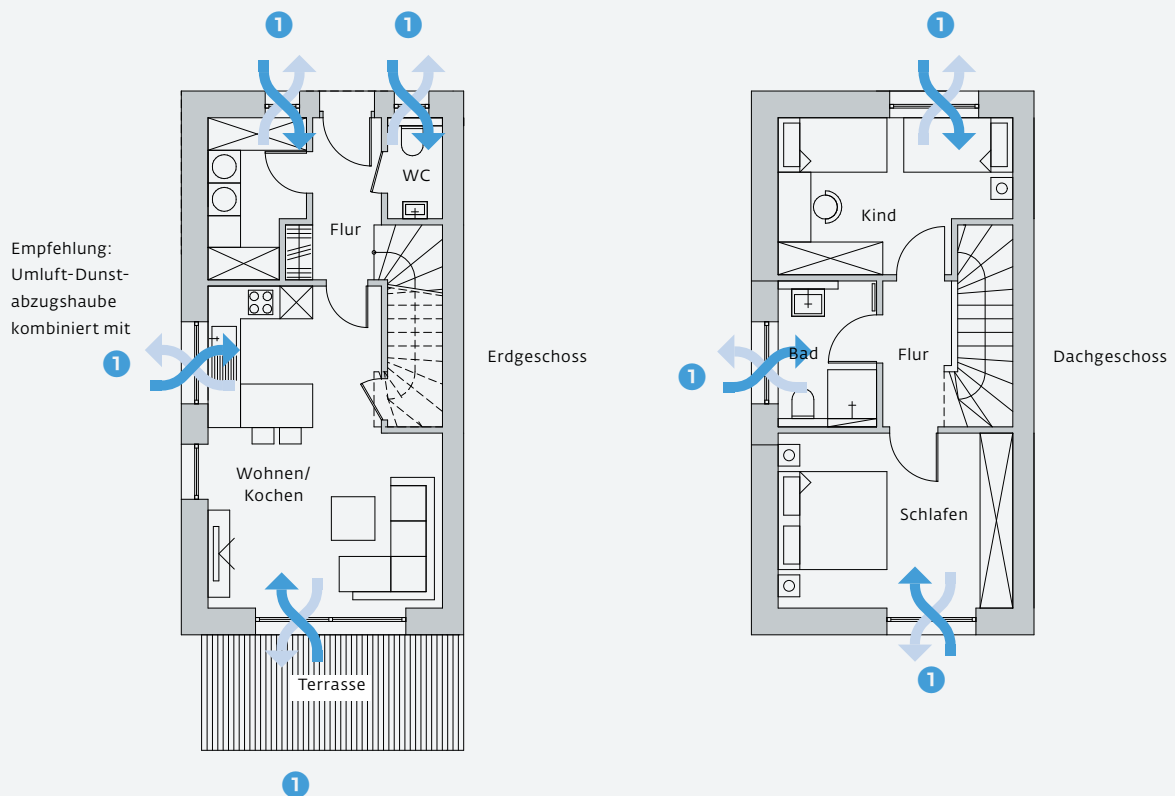 1
1
1
WC
Flur
Kind
Empfehlung:
Umluft-Dunst-
abzugshaube
kombiniert mit
1
Erdgeschoss
Bad
Flur
Dachgeschoss
1
Wohnen/
Kochen
Schlafen
Terrasse
1
1